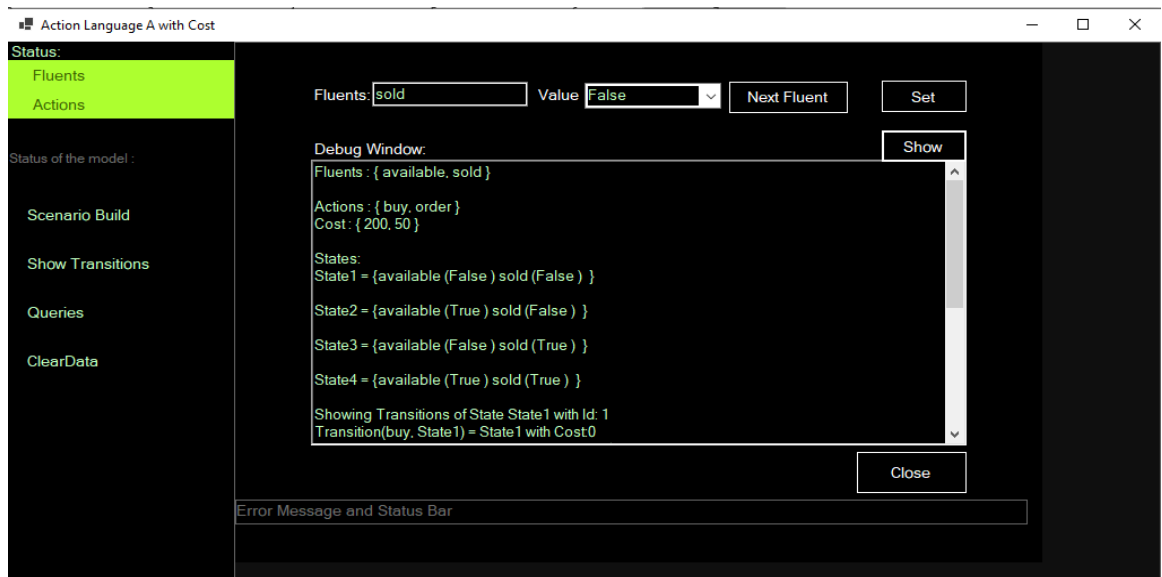 Action Language A with Cost
Status:
Fluents
Actions
Status of the model :
Scenario Build
Show Transitions
Queries
ClearData
Fluents: sold Value False Next Fluent Set
Debug Window: Show
Fluents : { available, sold }
Actions : { buy, order }
Cost : { 200, 50 }
States:
State1 = {available (False ) sold (False ) }
State2 = {available (True ) sold (False ) }
State3 = {available (False ) sold (True ) }
State4 = {available (True ) sold (True ) }
Showing Transitions of State State1 with Id: 1
Transition(buy, State1) = State1 with Cost:0
Close
Error Message and Status Bar